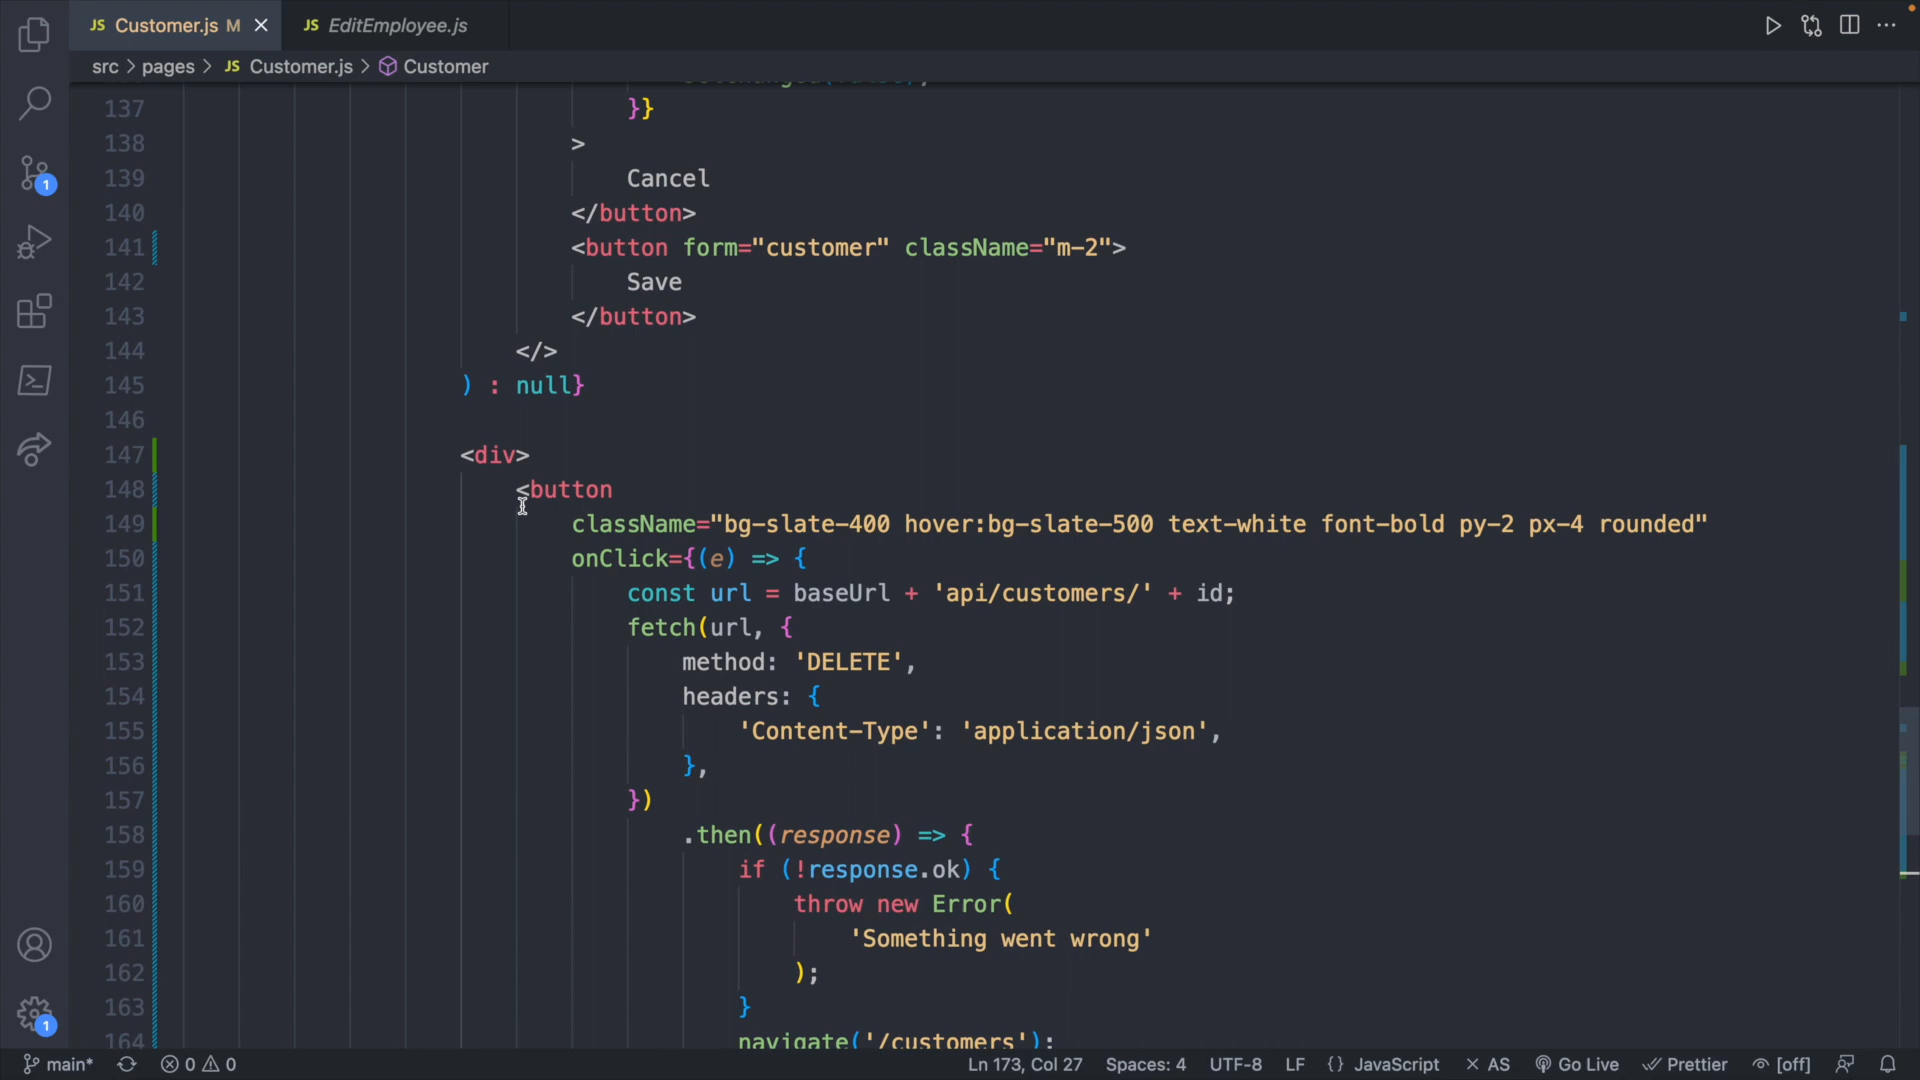 JS Customer.js M JS EditEmployee.js
src > pages > JS Customer.js > Customer
137 }}
138 >
139 Cancel
140 </button>
141 <button form="customer" className="m-2">
142 Save
143 </button>
144 </>
145 ) : null}
146
147 <div>
148 <button
149 className="bg-slate-400 hover:bg-slate-500 text-white font-bold py-2 px-4 rounded"
150 onClick={(e) => {
151 const url = baseUrl + 'api/customers/' + id;
152 fetch(url, {
153 method: 'DELETE',
154 headers: {
155 'Content-Type': 'application/json',
156 },
157 })
158 .then((response) => {
159 if (!response.ok) {
160 throw new Error(
161 'Something went wrong'
162 );
163 }
164 navigate('/customers');
1
1
main* 0 0 Ln 173, Col 27 Spaces: 4 UTF-8 LF {} JavaScript × AS Go Live Prettier [off]